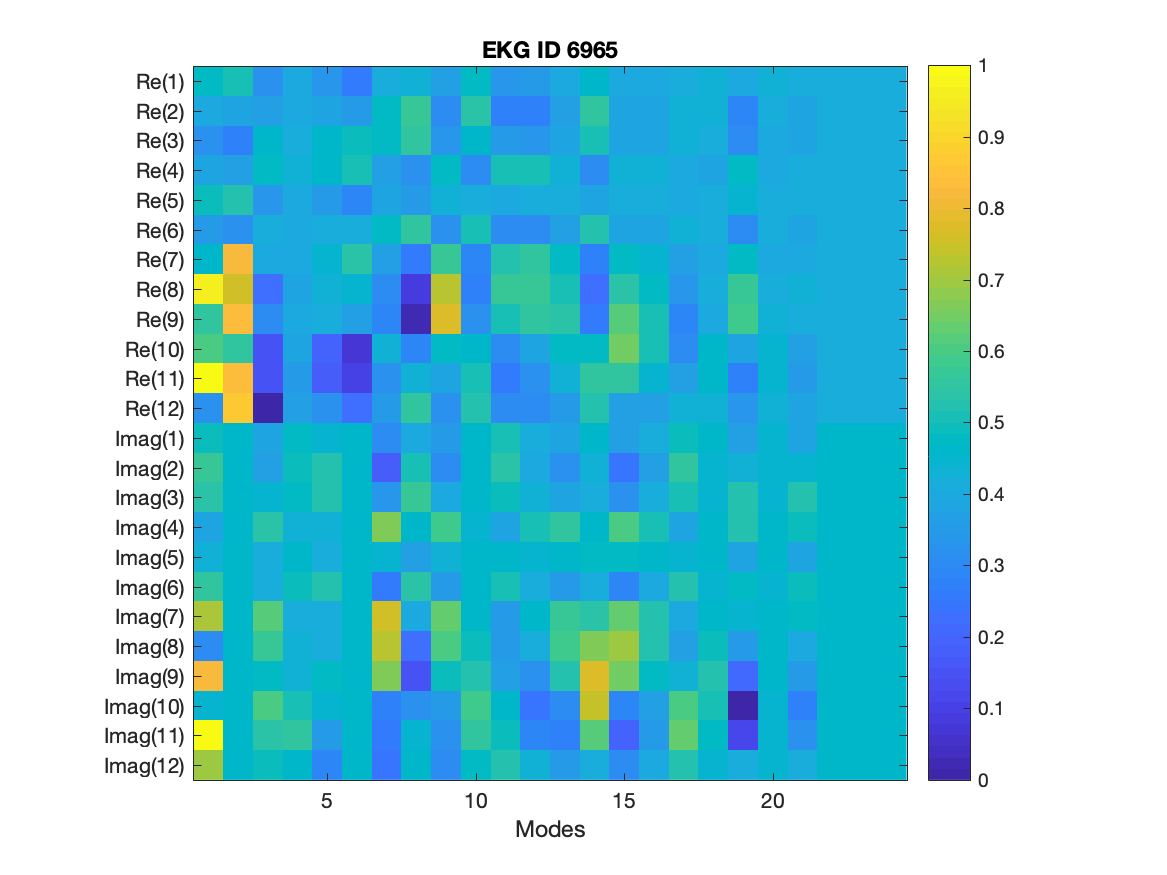 EKG ID 6965
Re(1)
Re(2)
Re(3)
Re(4)
Re(5)
Re(6)
Re(7)
Re(8)
Re(9)
Re(10)
Re(11)
Re(12)
Imag(1)
Imag(2)
Imag(3)
Imag(4)
Imag(5)
Imag(6)
Imag(7)
Imag(8)
Imag(9)
Imag(10)
Imag(11)
Imag(12)
5 10 15 20
Modes
1
0.9
0.8
0.7
0.6
0.5
0.4
0.3
0.2
0.1
0